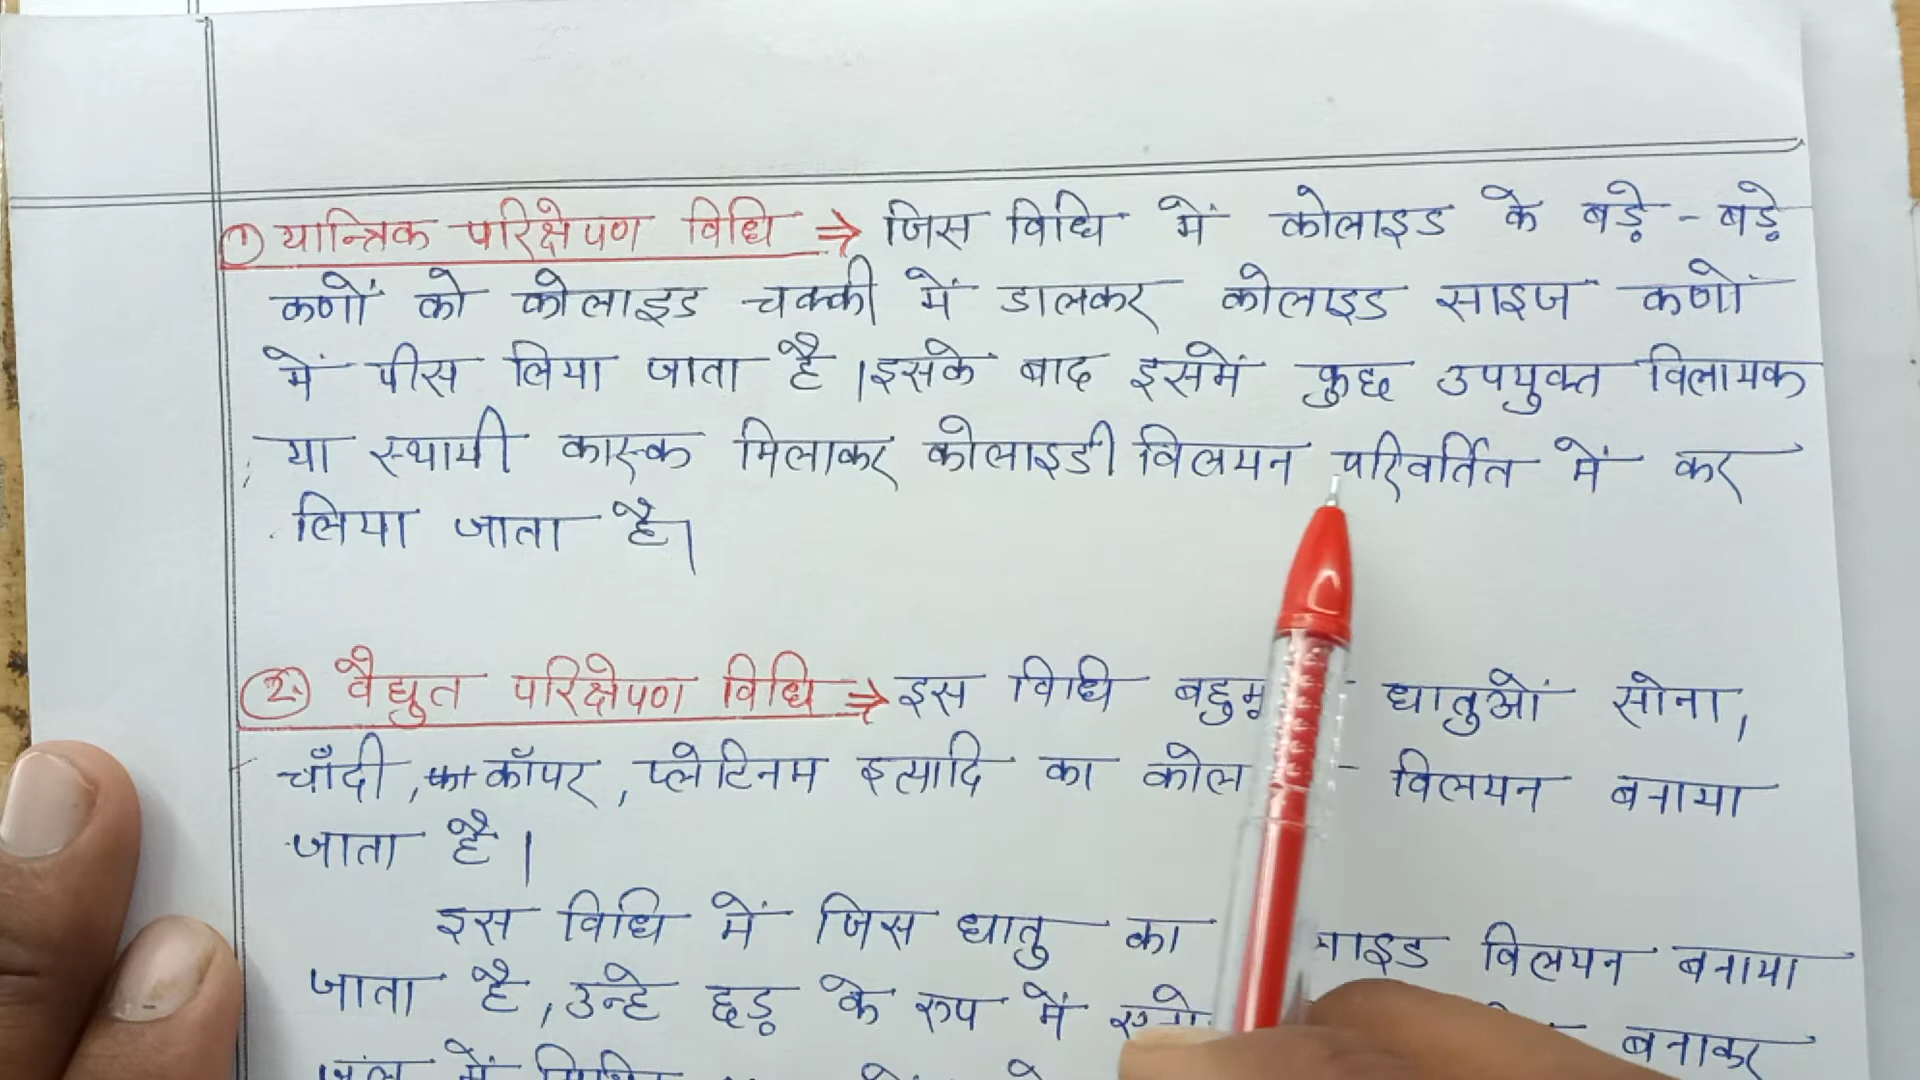 ① यान्त्रिक परिक्षेपण विधि ⇒ जिस विधि में कोलाइड के बड़े - बड़े
कणों को कोलाइड चक्की में डालकर कोलाइड साइज कणों
में पीस लिया जाता है । इसके बाद इसमें कुछ उपयुक्त विलायक
या स्थायी कारक मिलाकर कोलाइडी विलयन परिवर्तित में कर
लिया जाता है।
②. वैद्युत परिक्षेपण विधि ⇒ इस विधि धातुओं सोना,
चाँदी, कॉपर, प्लेटिनम इत्यादि का विलयन बनाया
जाता है ।
इस विधि में जिस धातु का विलयन बनाया
जाता है, उन्हे छड़ के रुप में बनाकर
जल में